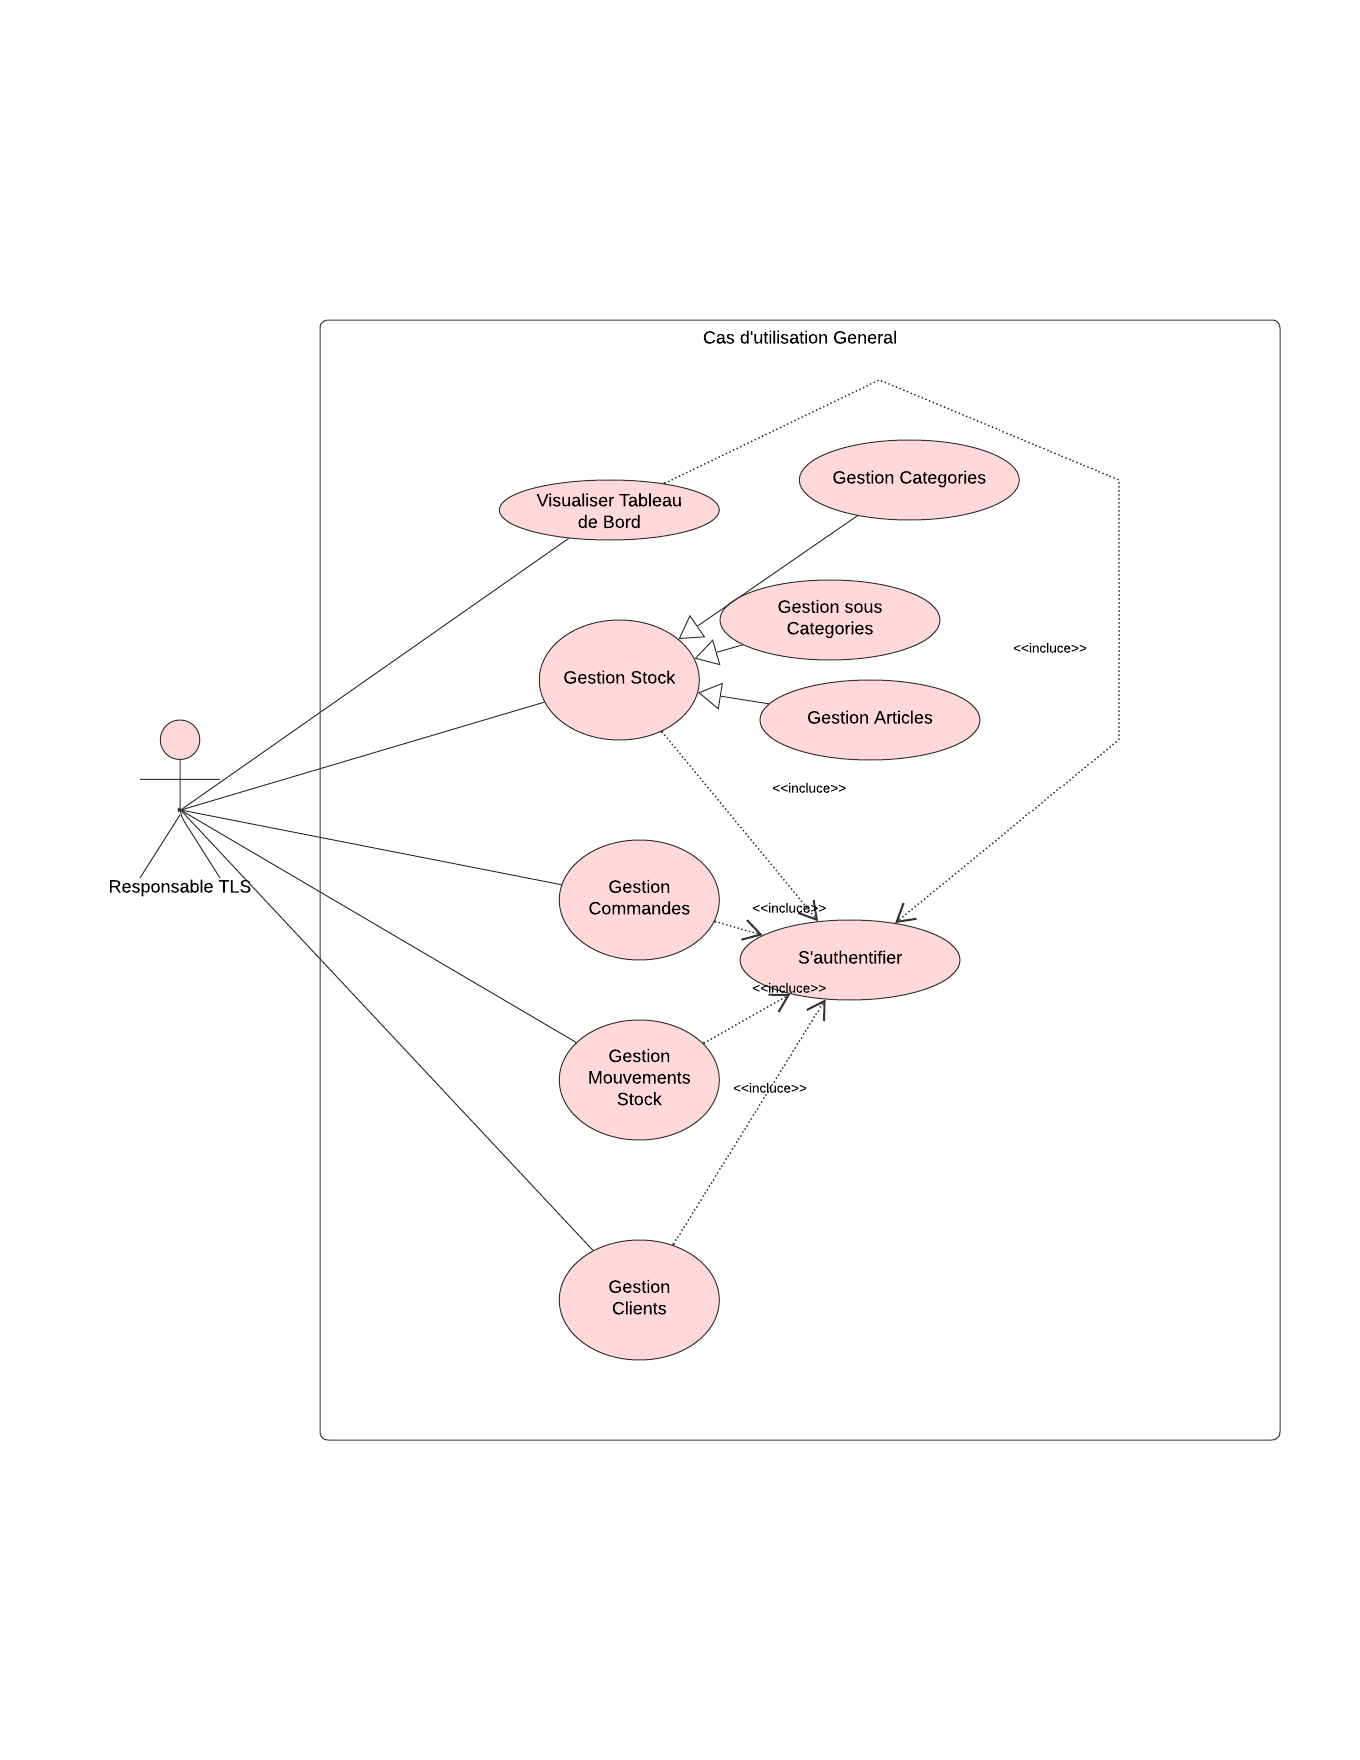 Cas d'utilisation General
Gestion Categories
Visualiser Tableau
de Bord
Gestion sous
Categories
<<incluce>>
Gestion Stock
Gestion Articles
<<incluce>>
Responsable TLS
Gestion
Commandes
<<incluce>>
S'authentifier
<<incluce>>
Gestion
Mouvements
Stock
<<incluce>>
Gestion
Clients